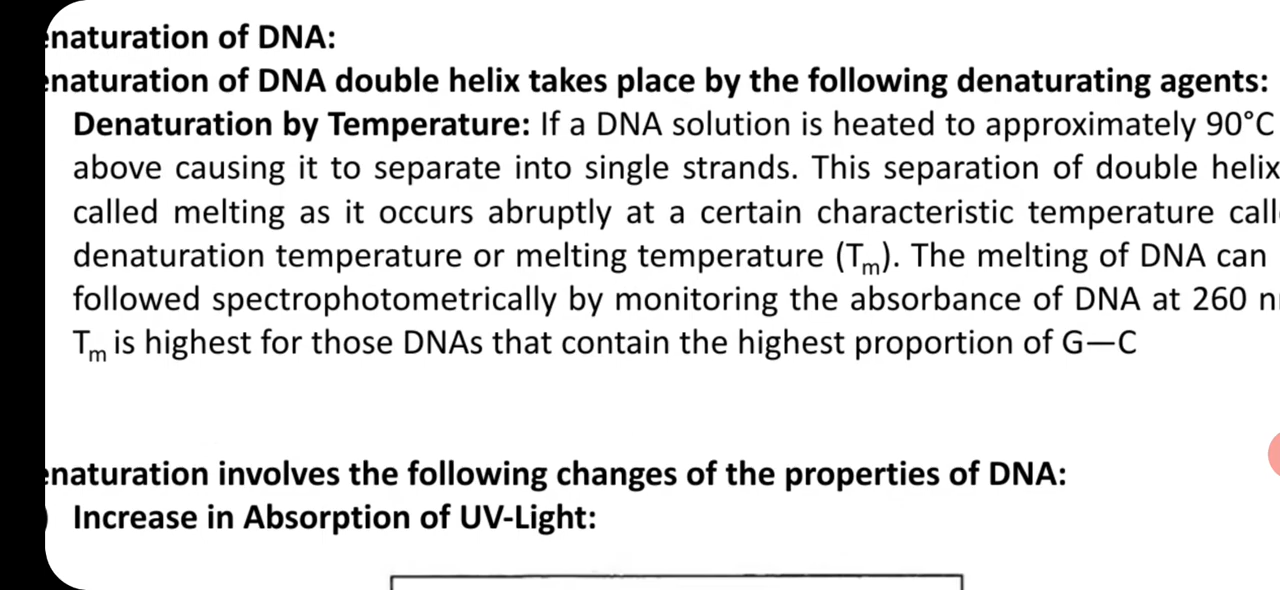 enaturation of DNA:
enaturation of DNA double helix takes place by the following denaturating agents:
Denaturation by Temperature: If a DNA solution is heated to approximately 90°C
above causing it to separate into single strands. This separation of double helix
called melting as it occurs abruptly at a certain characteristic temperature call
denaturation temperature or melting temperature (Tm). The melting of DNA can
followed spectrophotometrically by monitoring the absorbance of DNA at 260 n
Tm is highest for those DNAs that contain the highest proportion of G—C
enaturation involves the following changes of the properties of DNA:
Increase in Absorption of UV-Light: